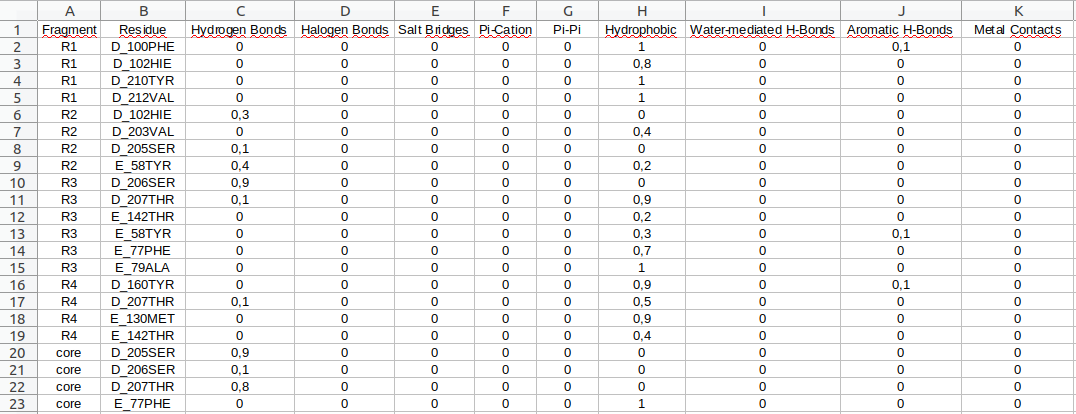 A B C D E F G H I J K
1 Fragment Residue Hydrogen Bonds Halogen Bonds Salt Bridges Pi-Cation Pi-Pi Hydrophobic Water-mediated H-Bonds Aromatic H-Bonds Metal Contacts
2 R1 D_100PHE 0 0 0 0 0 1 0 0,1 0
3 R1 D_102HIE 0 0 0 0 0 0,8 0 0 0
4 R1 D_210TYR 0 0 0 0 0 1 0 0 0
5 R1 D_212VAL 0 0 0 0 0 1 0 0 0
6 R2 D_102HIE 0,3 0 0 0 0 0 0 0 0
7 R2 D_203VAL 0 0 0 0 0 0,4 0 0 0
8 R2 D_205SER 0,1 0 0 0 0 0 0 0 0
9 R2 E_58TYR 0,4 0 0 0 0 0,2 0 0 0
10 R3 D_206SER 0,9 0 0 0 0 0 0 0 0
11 R3 D_207THR 0,1 0 0 0 0 0,9 0 0 0
12 R3 E_142THR 0 0 0 0 0 0,2 0 0 0
13 R3 E_58TYR 0 0 0 0 0 0,3 0 0,1 0
14 R3 E_77PHE 0 0 0 0 0 0,7 0 0 0
15 R3 E_79ALA 0 0 0 0 0 1 0 0 0
16 R4 D_160TYR 0 0 0 0 0 0,9 0 0,1 0
17 R4 D_207THR 0,1 0 0 0 0 0,5 0 0 0
18 R4 E_130MET 0 0 0 0 0 0,9 0 0 0
19 R4 E_142THR 0 0 0 0 0 0,4 0 0 0
20 core D_205SER 0,9 0 0 0 0 0 0 0 0
21 core D_206SER 0,1 0 0 0 0 0 0 0 0
22 core D_207THR 0,8 0 0 0 0 0 0 0 0
23 core E_77PHE 0 0 0 0 0 1 0 0 0